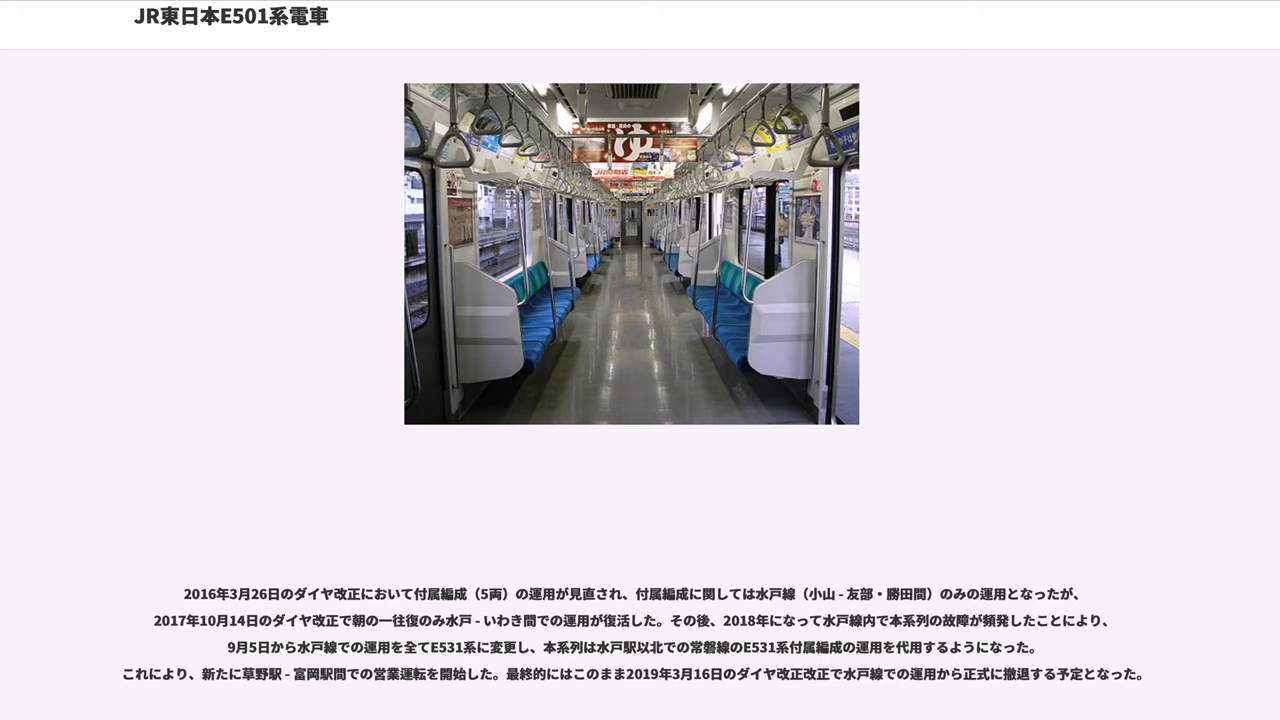 JR東日本E501系電車
ゆ
JR時刻表
2016年3月26日のダイヤ改正において付属編成（5両）の運用が見直され、付属編成に関しては水戸線（小山 - 友部・勝田間）のみの運用となったが、
2017年10月14日のダイヤ改正で朝の一往復のみ水戸 - いわき間での運用が復活した。その後、2018年になって水戸線内で本系列の故障が頻発したことにより、
9月5日から水戸線での運用を全てE531系に変更し、本系列は水戸駅以北での常磐線のE531系付属編成の運用を代用するようになった。
これにより、新たに草野駅 - 富岡駅間での営業運転を開始した。最終的にはこのまま2019年3月16日のダイヤ改正改正で水戸線での運用から正式に撤退する予定となった。